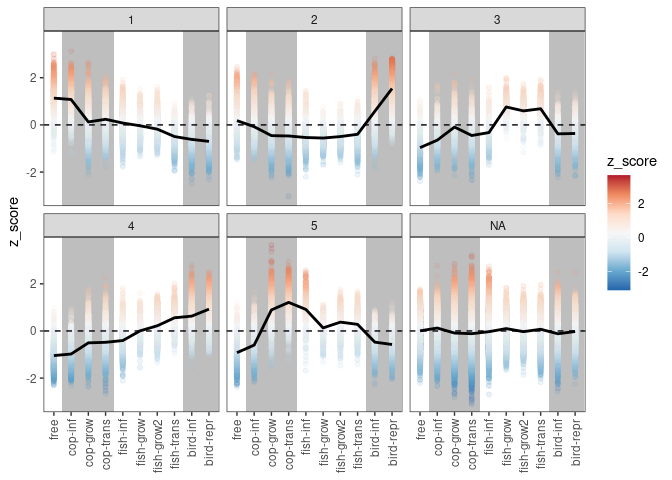 1 2 3
2
0
-2
z_score
4 5 NA
2
0
-2
free cop-inf cop-grow cop-trans fish-inf fish-grow fish-grow2 fish-trans bird-inf bird-repr
free cop-inf cop-grow cop-trans fish-inf fish-grow fish-grow2 fish-trans bird-inf bird-repr
free cop-inf cop-grow cop-trans fish-inf fish-grow fish-grow2 fish-trans bird-inf bird-repr
z_score
2
0
-2